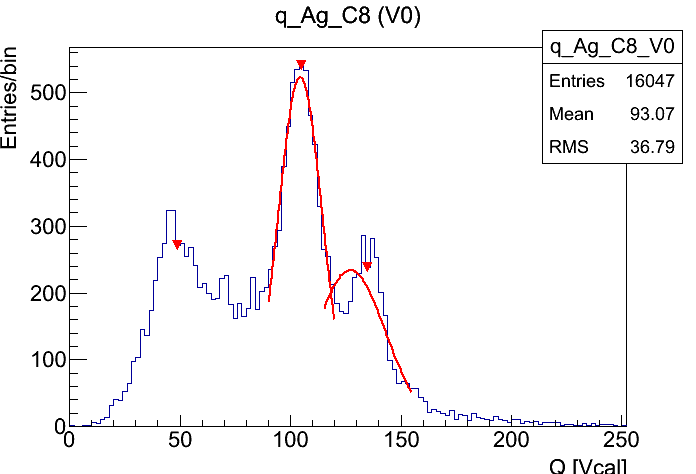 q_Ag_C8 (V0)
q_Ag_C8_V0
Entries 16047
Mean 93.07
RMS 36.79
Entries/bin
500
400
300
200
100
0
0 50 100 150 200 250
Q [Vcal]